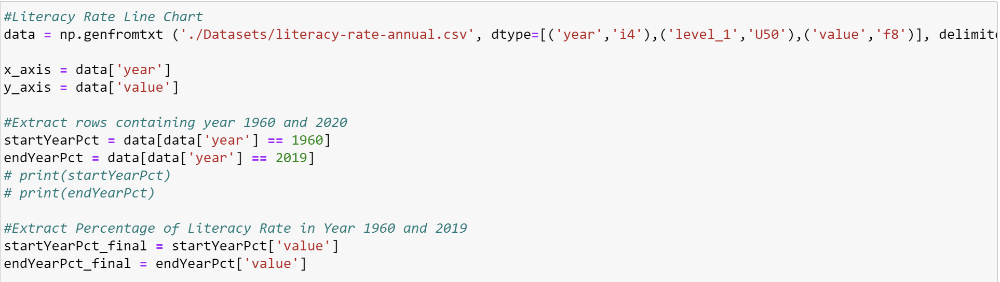 #Literacy Rate Line Chart
data = np.genfromtxt ('./Datasets/literacy-rate-annual.csv', dtype=[('year','i4'),('level_1','U50'),('value','f8')], delimit
x_axis = data['year']
y_axis = data['value']
#Extract rows containing year 1960 and 2020
startYearPct = data[data['year'] == 1960]
endYearPct = data[data['year'] == 2019]
# print(startYearPct)
# print(endYearPct)
#Extract Percentage of Literacy Rate in Year 1960 and 2019
startYearPct_final = startYearPct['value']
endYearPct_final = endYearPct['value']